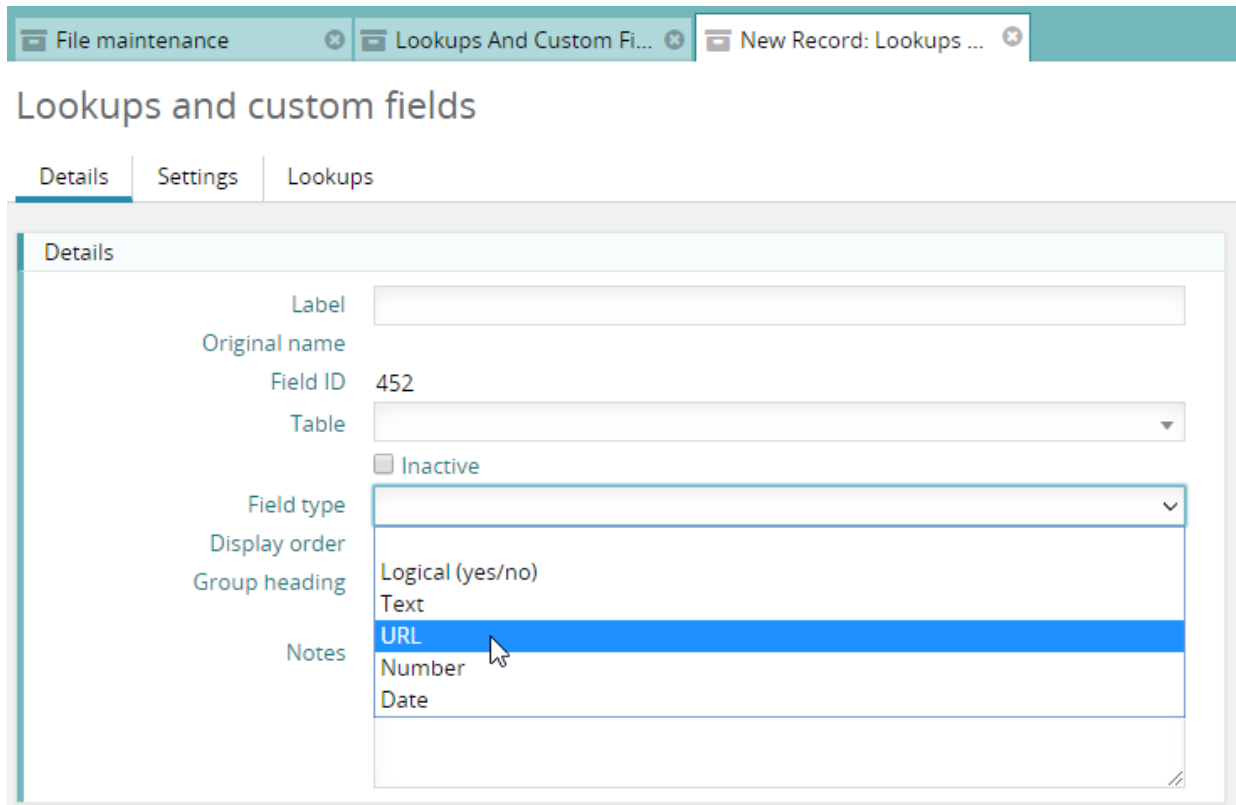 File maintenance
Lookups And Custom Fi...
New Record: Lookups ...
Lookups and custom fields
Details
Settings
Lookups
Details
Label
Original name
Field ID 452
Table
Inactive
Field type
Display order
Group heading
Logical (yes/no)
Text
URL
Number
Date
Notes